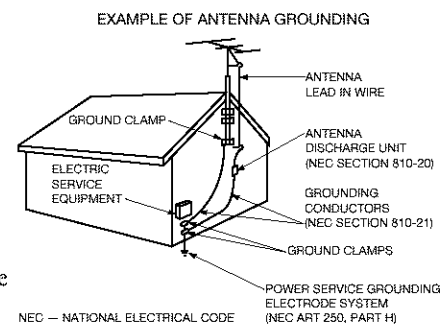 EXAMPLE OF ANTENNA GROUNDING
ANTENNA
LEAD IN WIRE
GROUND CLAMP
ANTENNA
DISCHARGE UNIT
(NEC SECTION 810-20)
ELECTRIC
SERVICE
EQUIPMENT
GROUNDING
CONDUCTORS
(NEC SECTION 810-21)
GROUND CLAMPS
POWER SERVICE GROUNDING
ELECTRODE SYSTEM
(NEC ART 250, PART H)
NEC — NATIONAL ELECTRICAL CODE